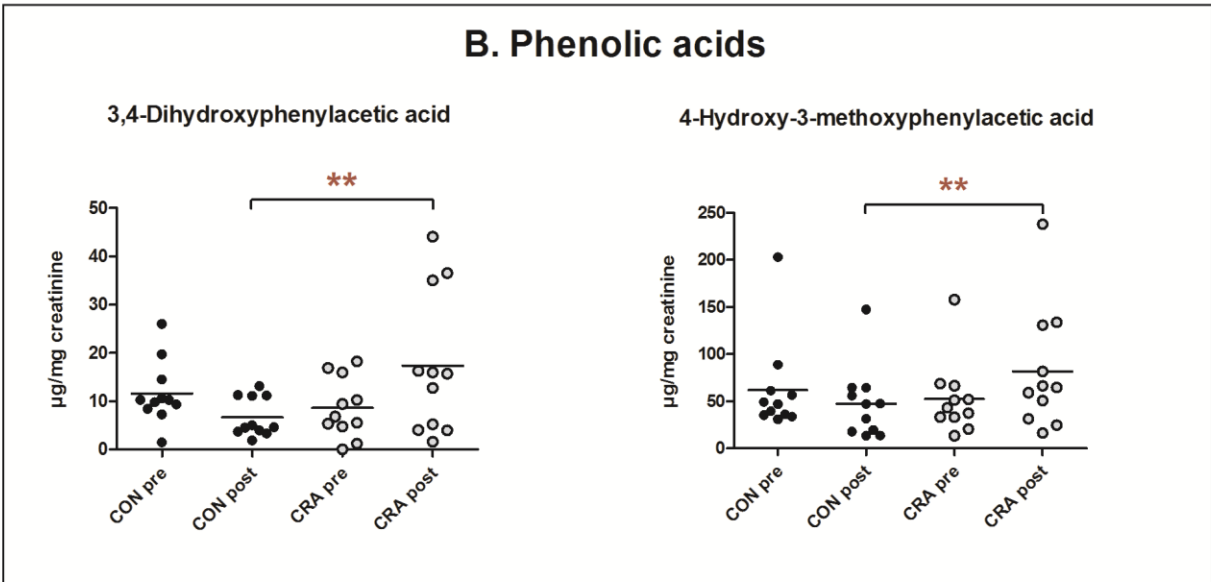 B. Phenolic acids
3,4-Dihydroxyphenylacetic acid
**
µg/mg creatinine
50
40
30
20
10
0
CON pre
CON post
CRA pre
CRA post
4-Hydroxy-3-methoxyphenylacetic acid
**
µg/mg creatinine
250
200
150
100
50
0
CON pre
CON post
CRA pre
CRA post